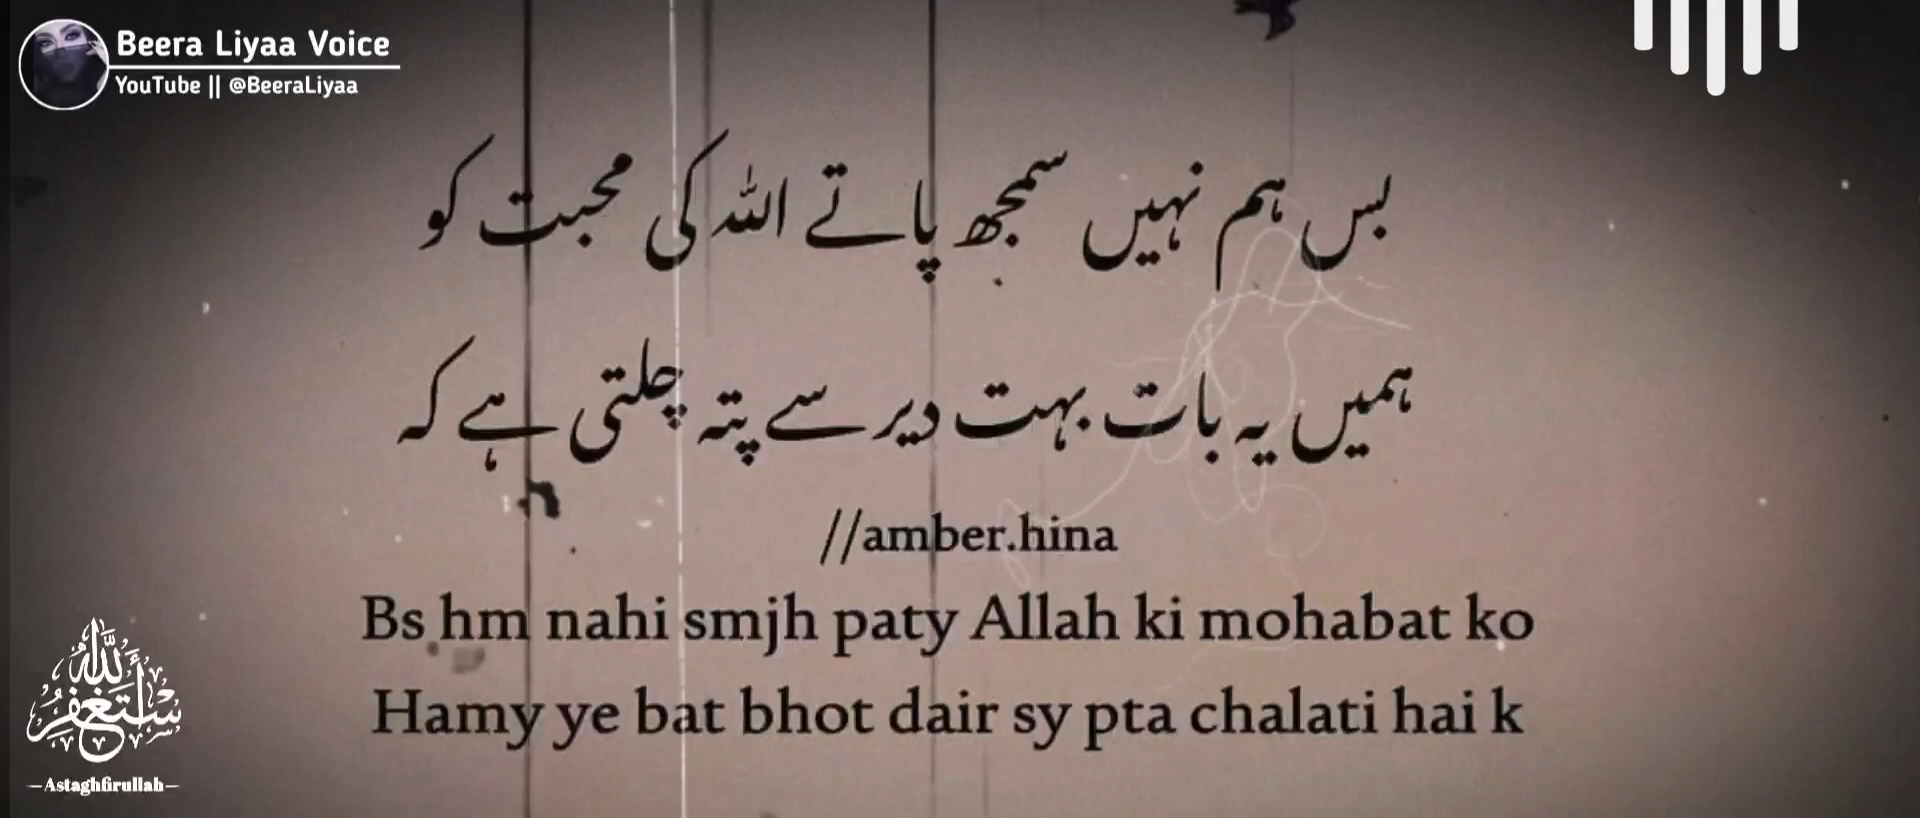 Beera Liyaa Voice
YouTube || @BeeraLiyaa
بس ہم نہیں سمجھ پاتے اللہ کی محبت کو
ہمیں یہ بات بہت دیر سے پتہ چلتی ہے کہ
//amber.hina
Bs hm nahi smjh paty Allah ki mohabat ko
Hamy ye bat bhot dair sy pta chalati hai k
أَسْتَغْفِرُ اللَّٰه
—Astaghfirullah—